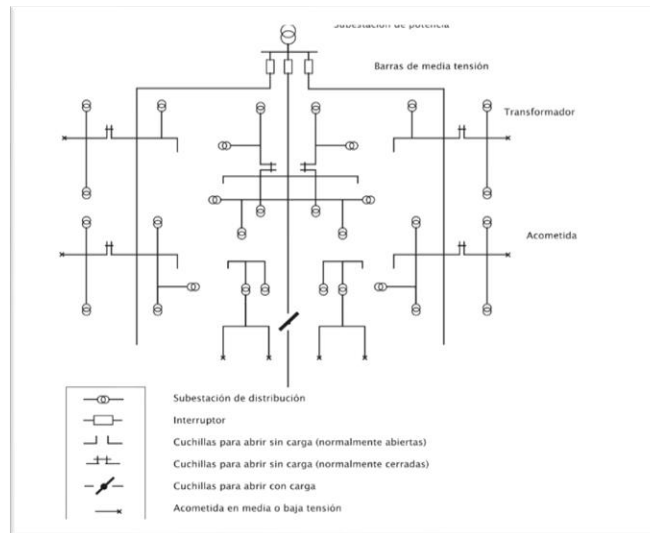 Subestación de potencia
Barras de media tensión
Transformador
Acometida
Subestación de distribución
Interruptor
Cuchillas para abrir sin carga (normalmente abiertas)
Cuchillas para abrir sin carga (normalmente cerradas)
Cuchillas para abrir con carga
Acometida en media o baja tensión